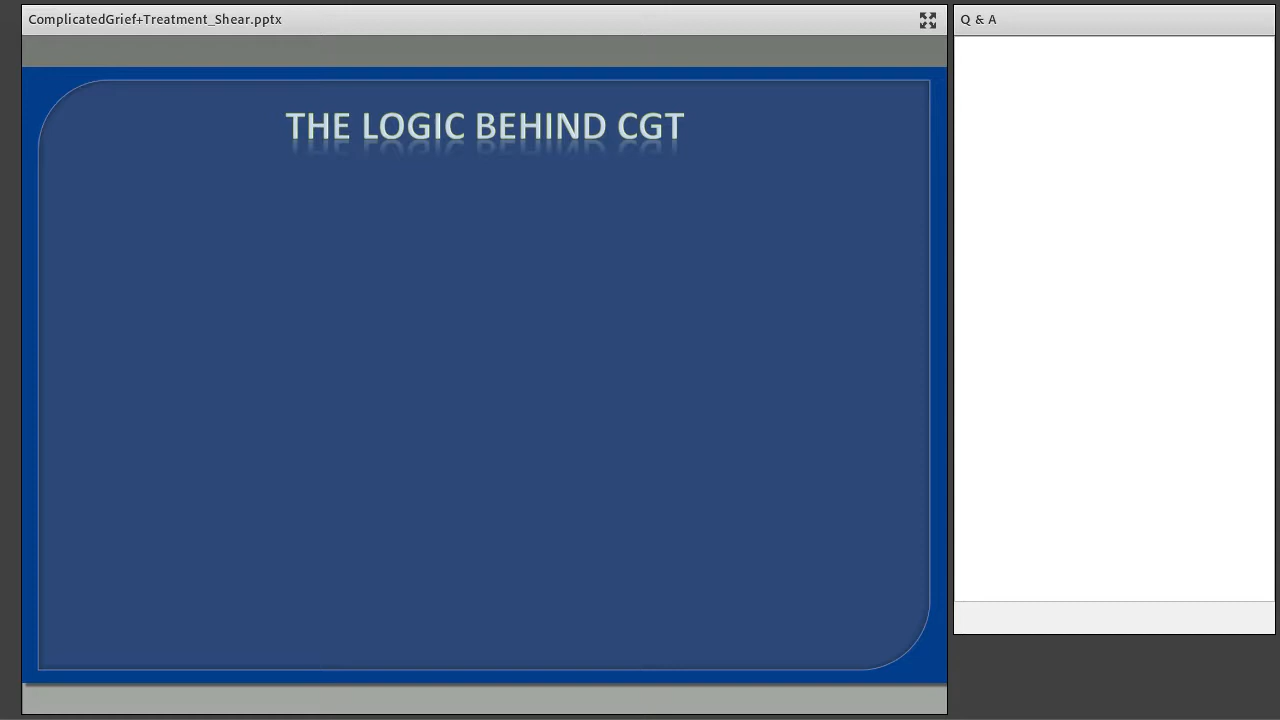 ComplicatedGrief+Treatment_Shear.pptx
Q & A
THE LOGIC BEHIND CGT